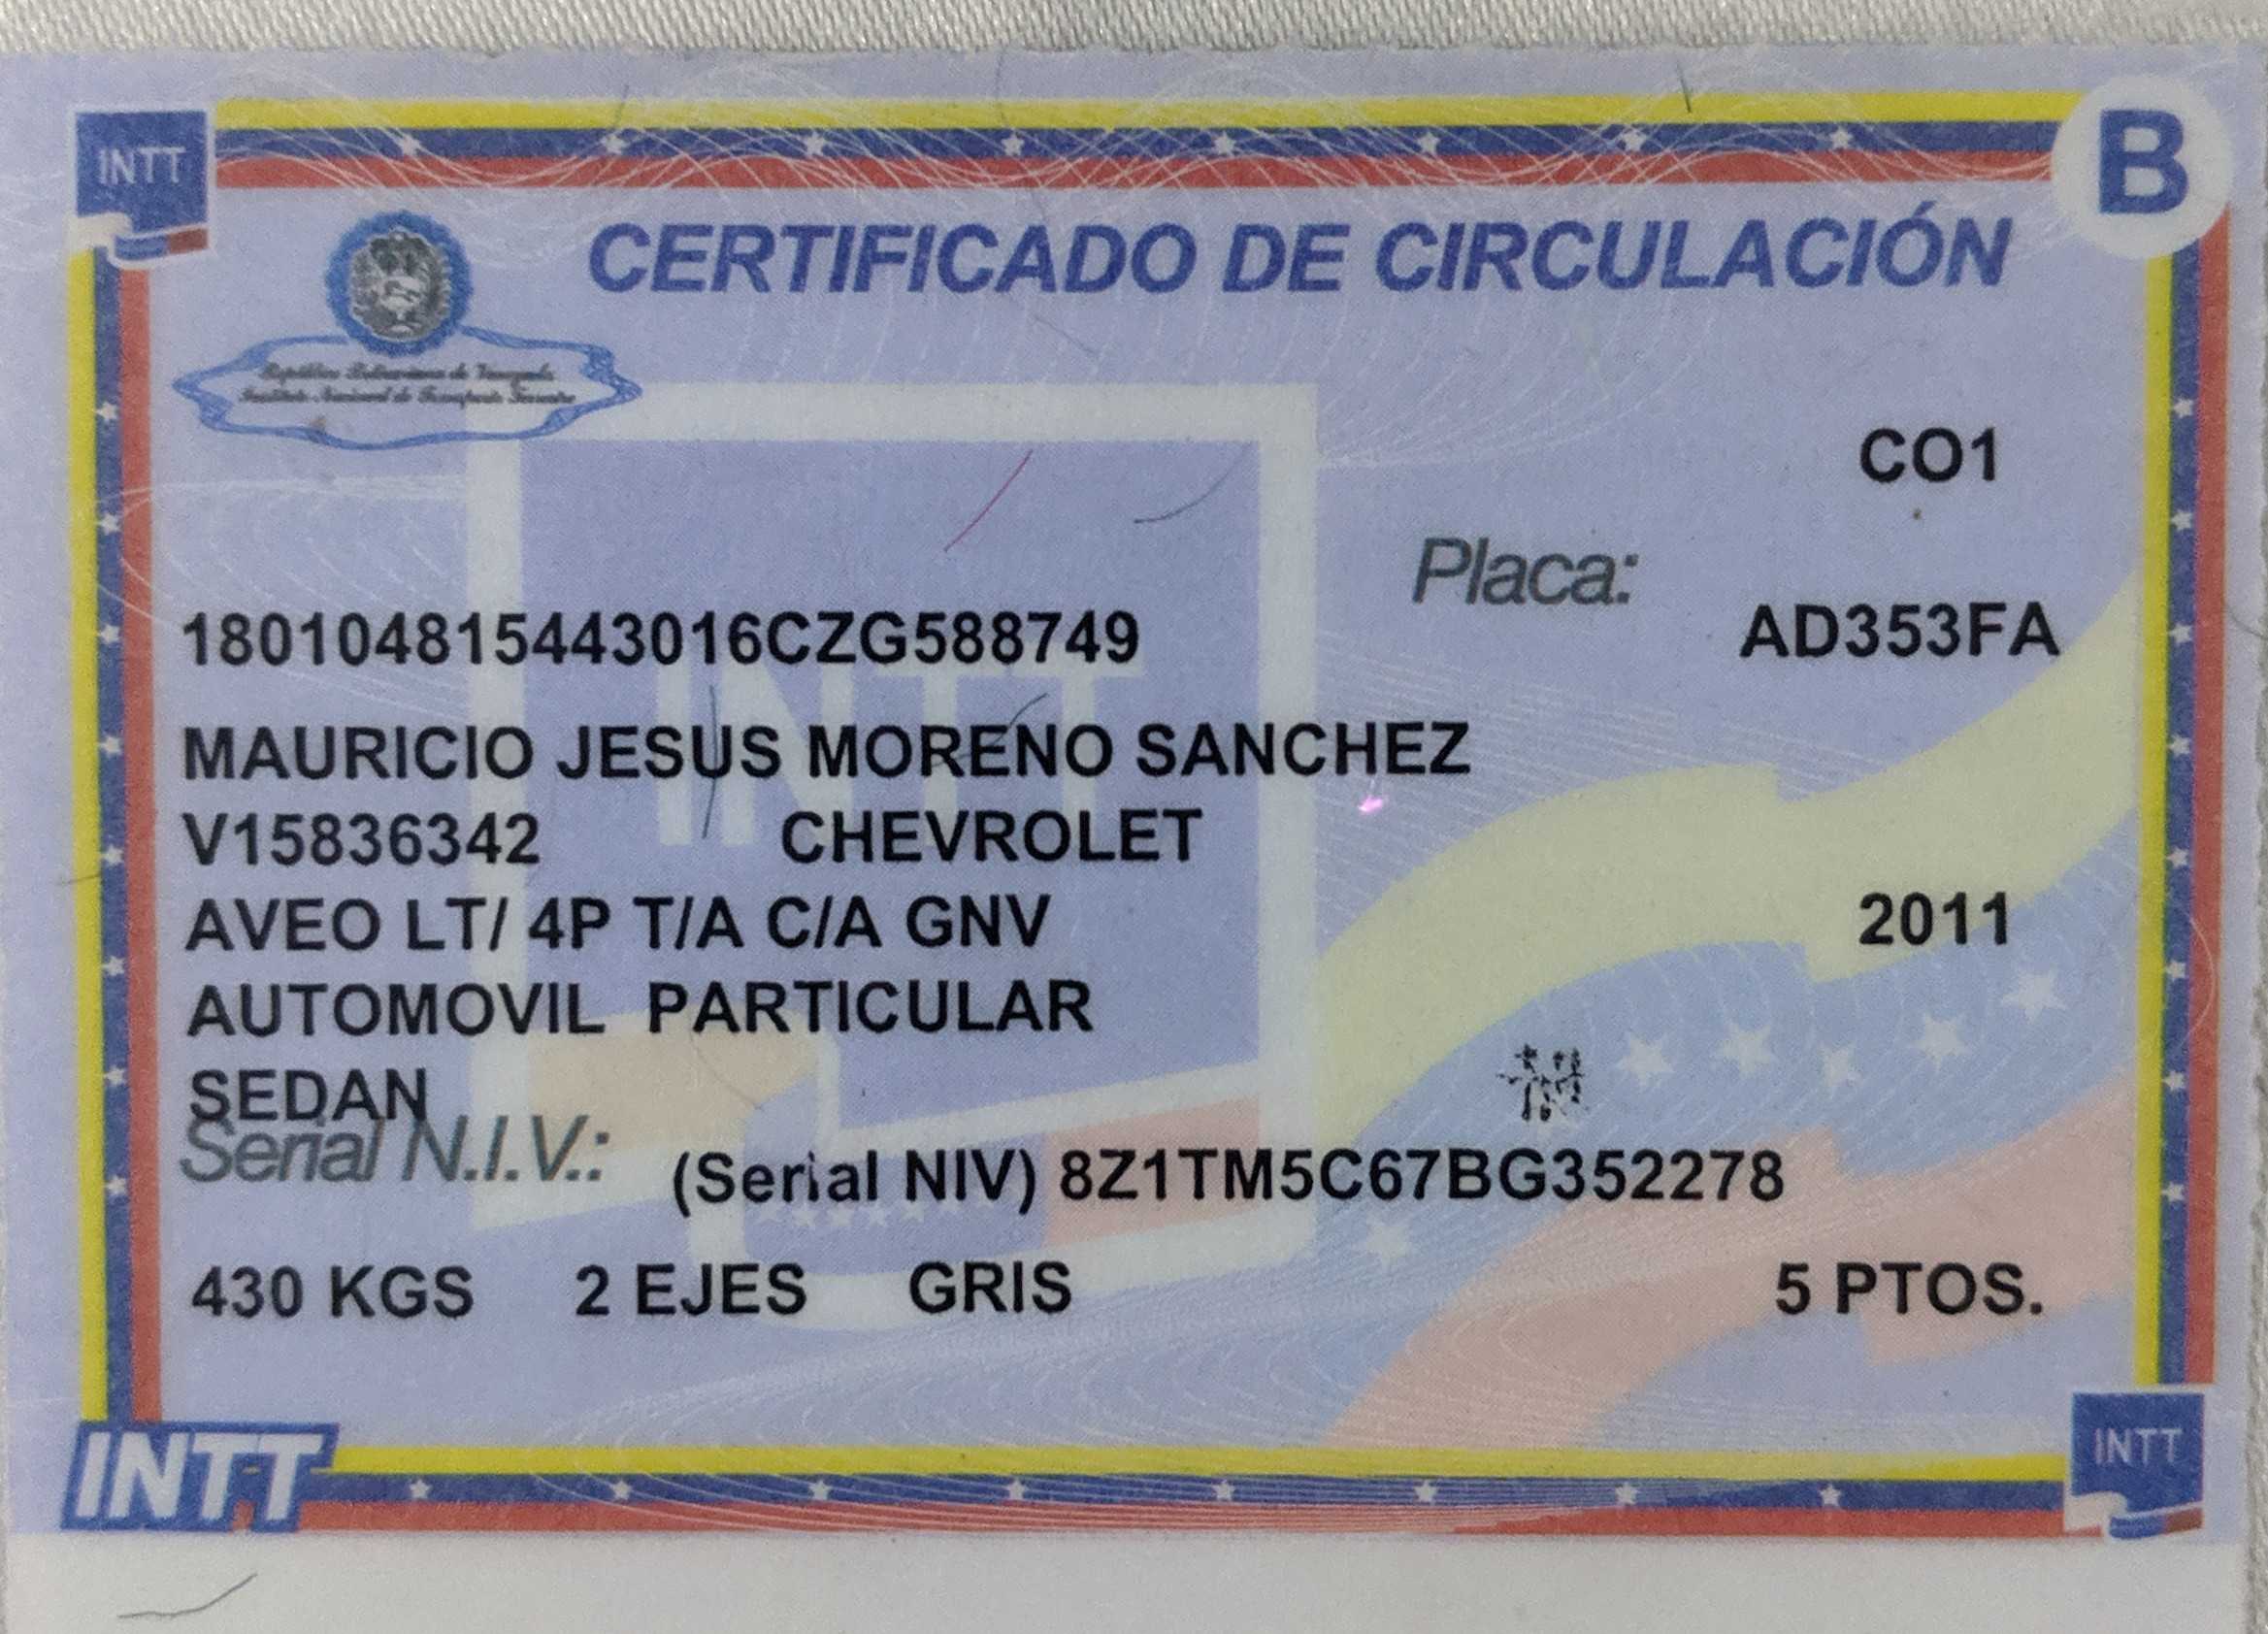 INTT
B
CERTIFICADO DE CIRCULACIÓN
República Bolivariana de Venezuela
Instituto Nacional de Transporte Terrestre
CO1
Placa:
180104815443016CZG588749
AD353FA
INTT
MAURICIO JESUS MORENO SANCHEZ
V15836342 CHEVROLET
AVEO LT/ 4P T/A C/A GNV 2011
AUTOMOVIL PARTICULAR
SEDAN
Serial N.I.V.: (Serial NIV) 8Z1TM5C67BG352278
430 KGS 2 EJES GRIS 5 PTOS.
INTT
INTT